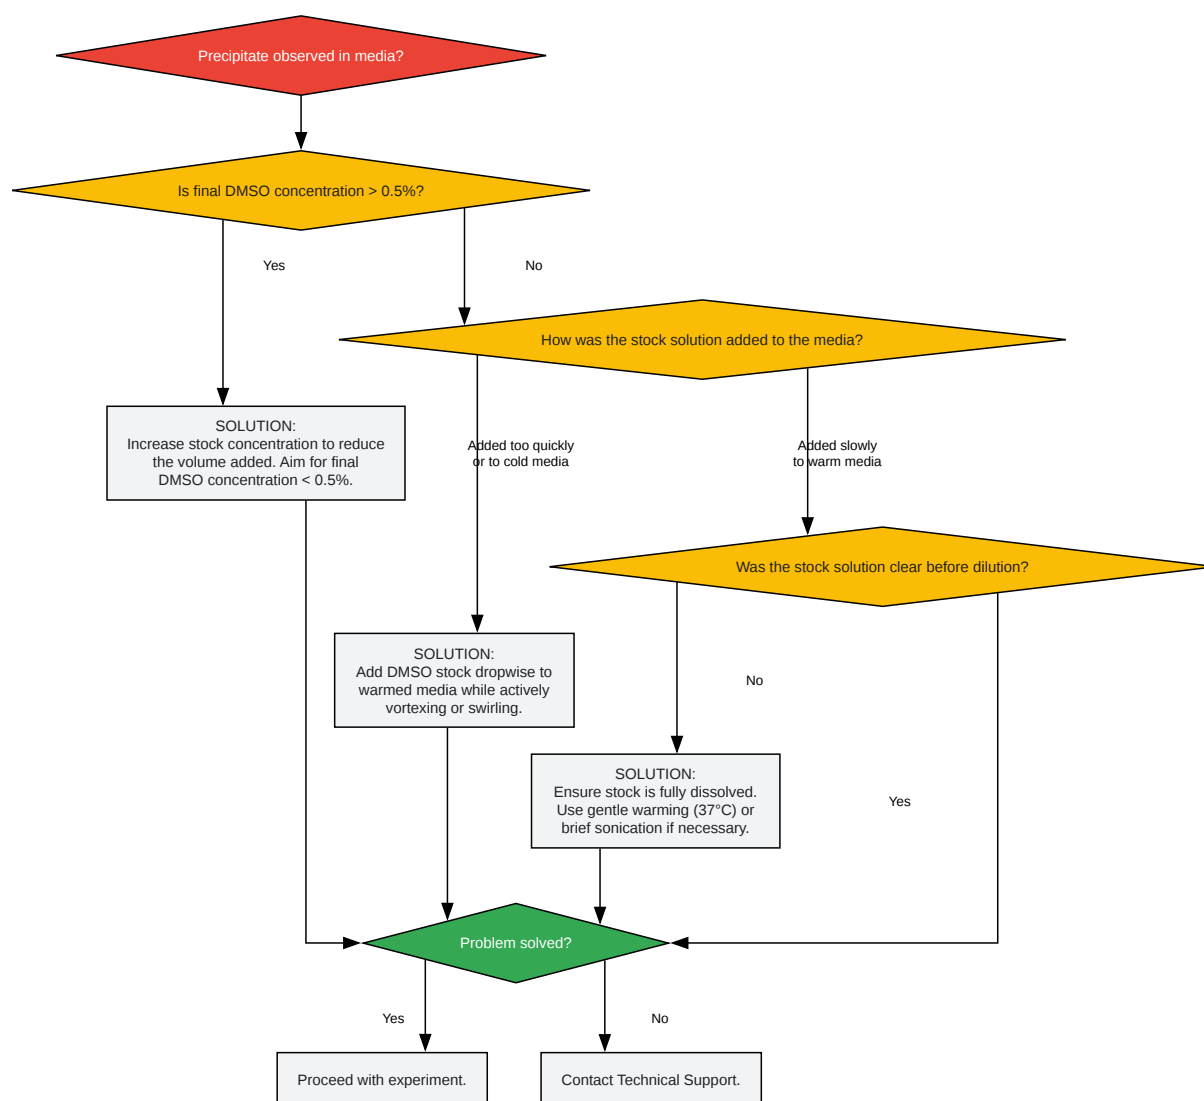 Precipitate observed in media?
Is final DMSO concentration > 0.5%?
Yes
No
How was the stock solution added to the media?
SOLUTION:
Increase stock concentration to reduce
the volume added. Aim for final
DMSO concentration < 0.5%.
Added too quickly
or to cold media
Added slowly
to warm media
Was the stock solution clear before dilution?
SOLUTION:
Add DMSO stock dropwise to
warmed media while actively
vortexing or swirling.
No
SOLUTION:
Ensure stock is fully dissolved.
Use gentle warming (37°C) or
brief sonication if necessary.
Yes
Problem solved?
Yes
No
Proceed with experiment.
Contact Technical Support.